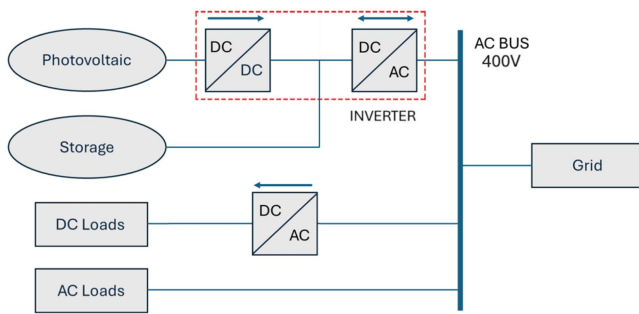 Photovoltaic
DC
DC
DC
AC
INVERTER
AC BUS
400V
Storage
Grid
DC Loads
DC
AC
AC Loads